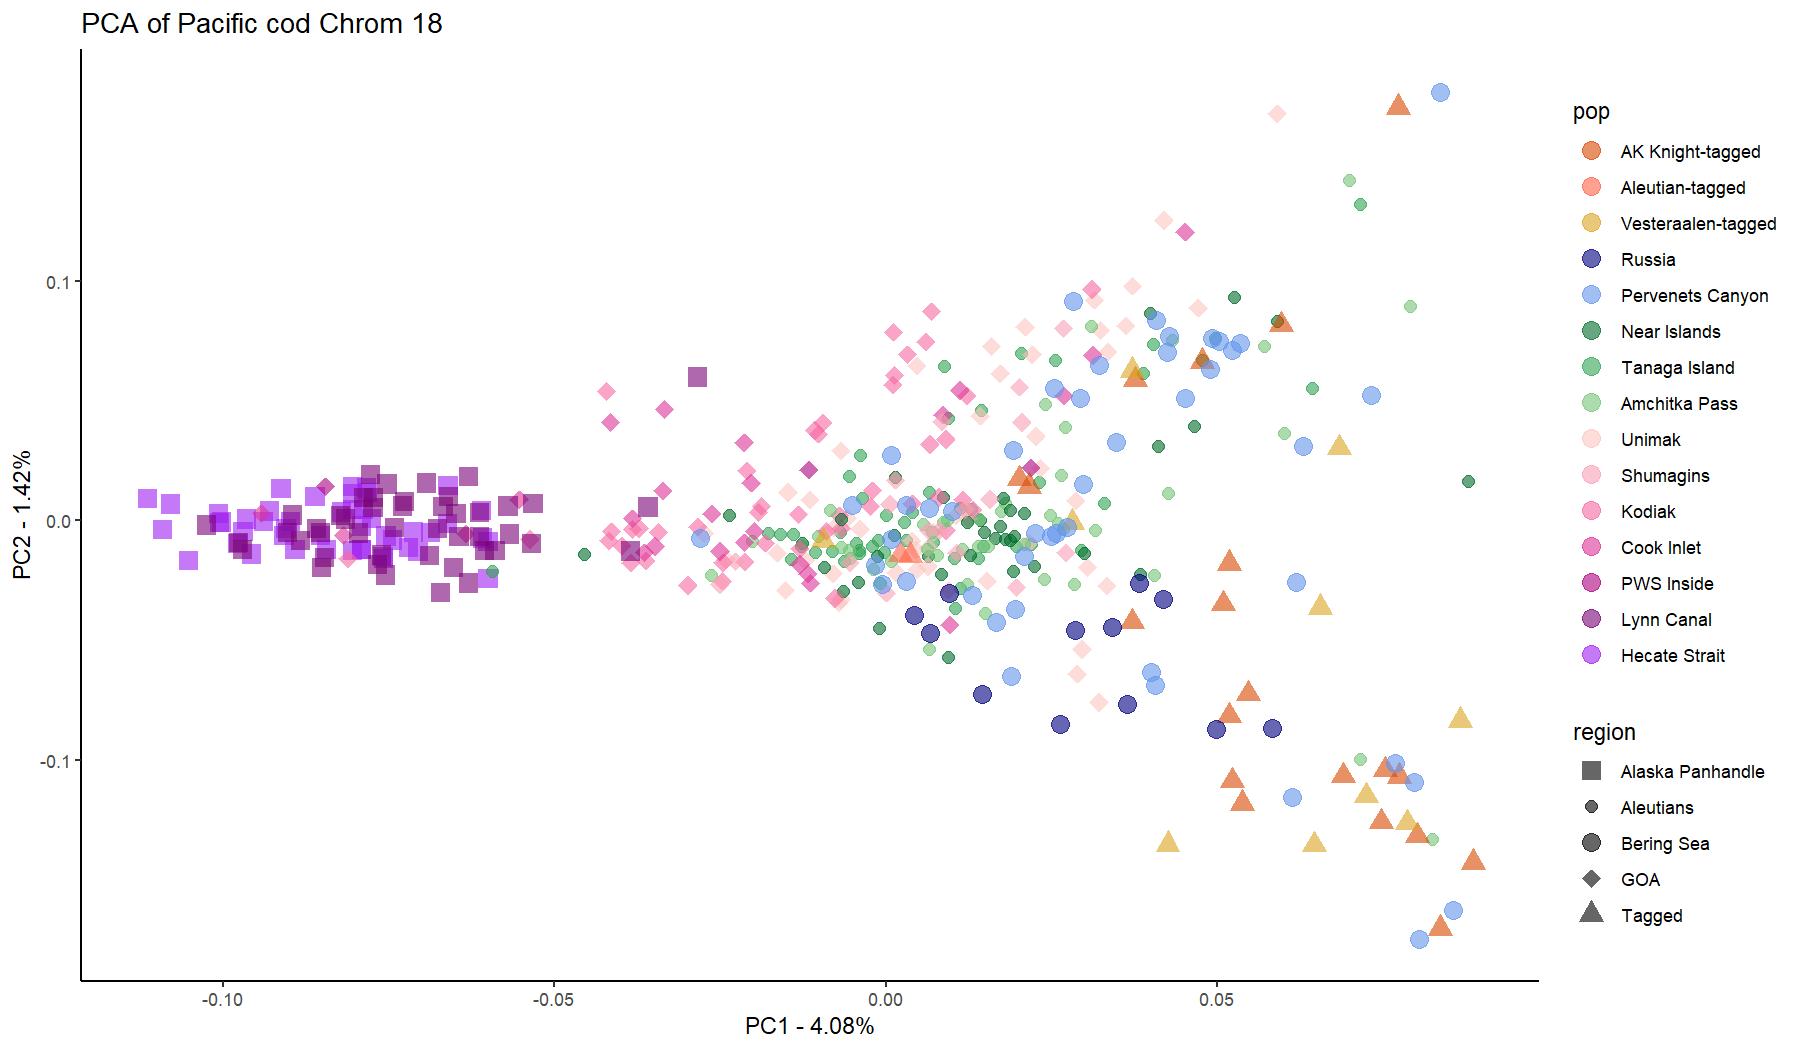 PCA of Pacific cod Chrom 18
PC2 - 1.42%
0.1
0.0
-0.1
-0.10
-0.05
0.00
0.05
PC1 - 4.08%
pop
AK Knight-tagged
Aleutian-tagged
Vesteraalen-tagged
Russia
Pervenets Canyon
Near Islands
Tanaga Island
Amchitka Pass
Unimak
Shumagins
Kodiak
Cook Inlet
PWS Inside
Lynn Canal
Hecate Strait
region
Alaska Panhandle
Aleutians
Bering Sea
GOA
Tagged